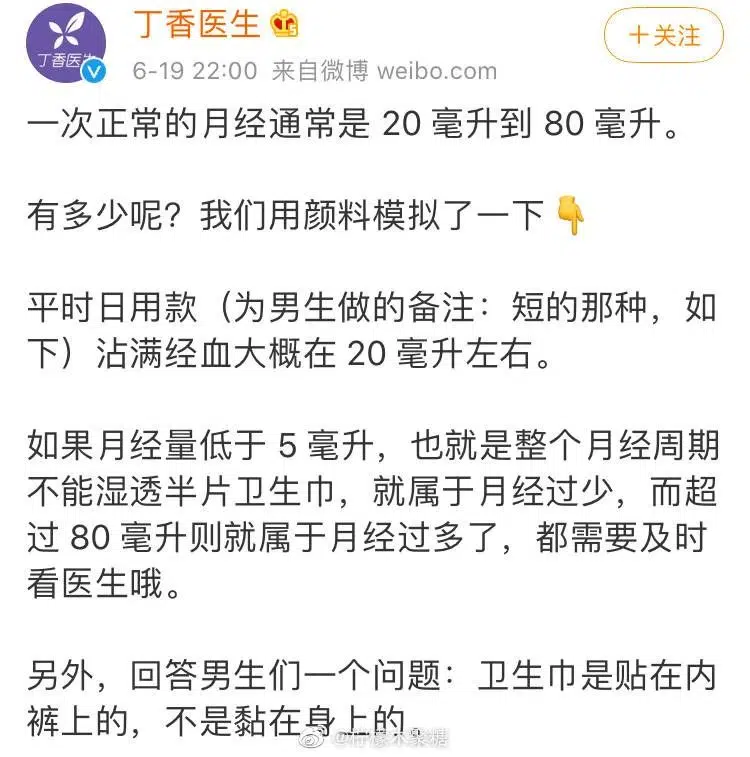 丁香医生
丁香医生
6-19 22:00 来自微博 weibo.com
+关注
一次正常的月经通常是 20 毫升到 80 毫升。
有多少呢？我们用颜料模拟了一下👇
平时日用款（为男生做的备注：短的那种，如
下）沾满经血大概在 20 毫升左右。
如果月经量低于 5 毫升，也就是整个月经周期
不能湿透半片卫生巾，就属于月经过少，而超
过 80 毫升则就属于月经过多了，都需要及时
看医生哦。
另外，回答男生们一个问题：卫生巾是贴在内
裤上的，不是黏在身上的。